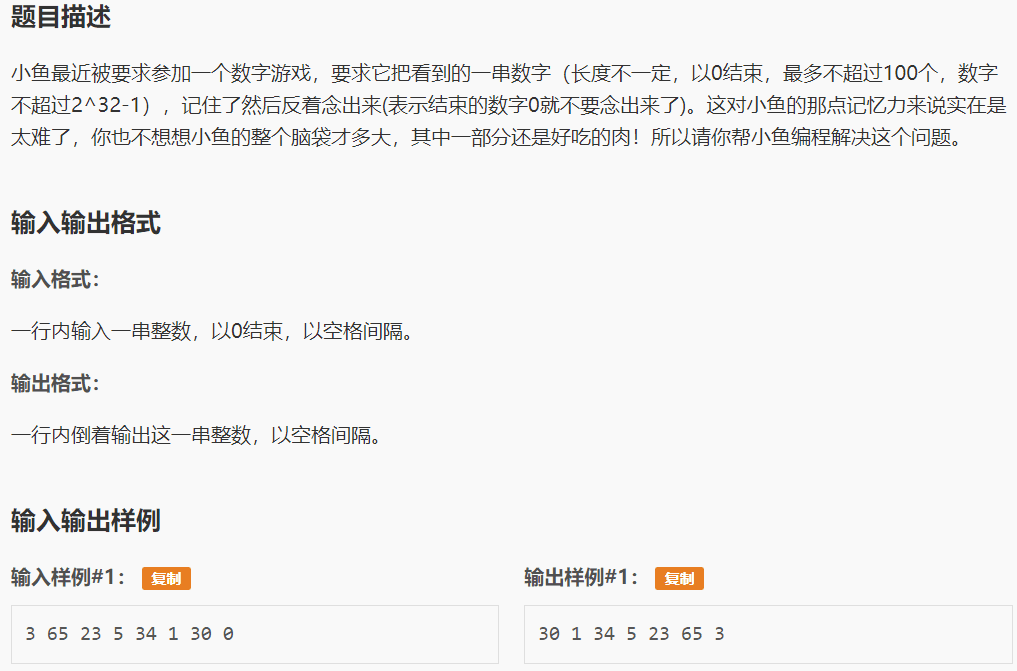 题目描述
小鱼最近被要求参加一个数字游戏，要求它把看到的一串数字（长度不一定，以0结束，最多不超过100个，数字
不超过2^32-1），记住了然后反着念出来(表示结束的数字0就不要念出来了)。这对小鱼的那点记忆力来说实在是
太难了，你也不想想小鱼的整个脑袋才多大，其中一部分还是好吃的肉！所以请你帮小鱼编程解决这个问题。
输入输出格式
输入格式：
一行内输入一串整数，以0结束，以空格间隔。
输出格式：
一行内倒着输出这一串整数，以空格间隔。
输入输出样例
输入样例#1： 复制
3 65 23 5 34 1 30 0
输出样例#1： 复制
30 1 34 5 23 65 3